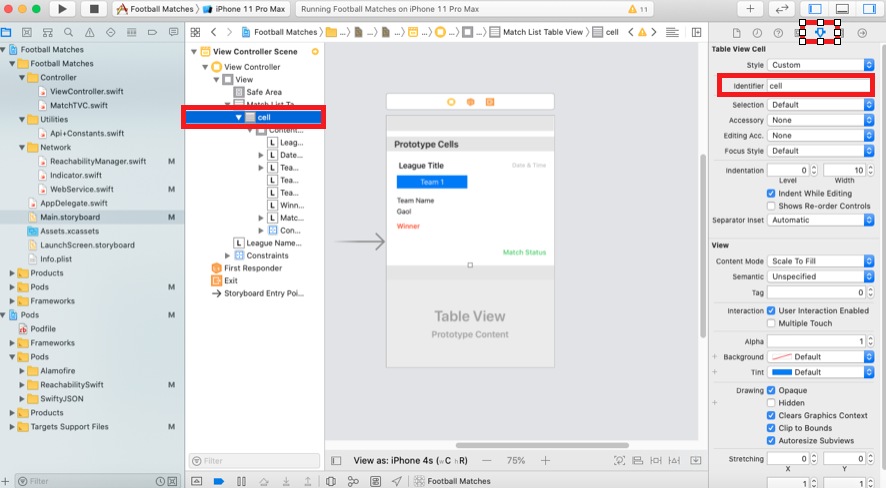 Football Matches
iPhone 11 Pro Max
Running Football Matches on iPhone 11 Pro Max
11
Football Matches
Match List Table View
cell
Football Matches
Football Matches
Controller
ViewController.swift
MatchTVC.swift
Utilities
Api+Constants.swift
Network
ReachabilityManager.swift M
Indicator.swift
WebService.swift M
AppDelegate.swift
Main.storyboard M
Assets.xcassets
LaunchScreen.storyboard
Info.plist
Products
Pods M
Frameworks
Pods M
Podfile
Frameworks
Pods
Alamofire
ReachabilitySwift M
SwiftyJSON
Products
Targets Support Files M
Filter
View Controller Scene
View Controller
View
Safe Area
Match List Ta...
cell
Content...
Leag...
Date...
Tea...
Tea...
Tea...
Winn...
Matc...
Con...
League Name...
Constraints
First Responder
Exit
Storyboard Entry Poi...
Filter
Prototype Cells
League Title
Date & Time
Team 1
Team Name
Gaol
Winner
Match Status
Table View
Prototype Content
View as: iPhone 4s (wC hR)
75%
Football Matches
Table View Cell
Style Custom
Identifier cell
Selection Default
Accessory None
Editing Acc. None
Focus Style Default
Indentation 0 10
Level Width
Indent While Editing
Shows Re-order Controls
Separator Inset Automatic
View
Content Mode Scale To Fill
Semantic Unspecified
Tag 0
Interaction User Interaction Enabled
Multiple Touch
Alpha 1
Background Default
Tint Default
Drawing Opaque
Hidden
Clears Graphics Context
Clip to Bounds
Autoresize Subviews
Stretching 0 0
X Y
1 1